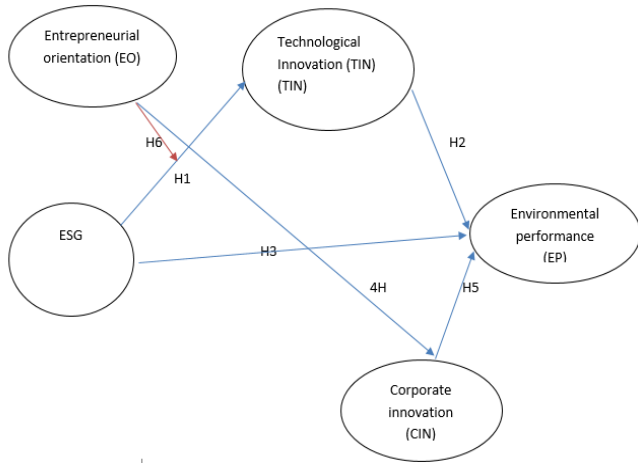 Entrepreneurial
orientation (EO)
Technological
Innovation (TIN)
(TIN)
H6
H1
H2
ESG
H3
Environmental
performance
(EP)
4H
H5
Corporate
innovation
(CIN)